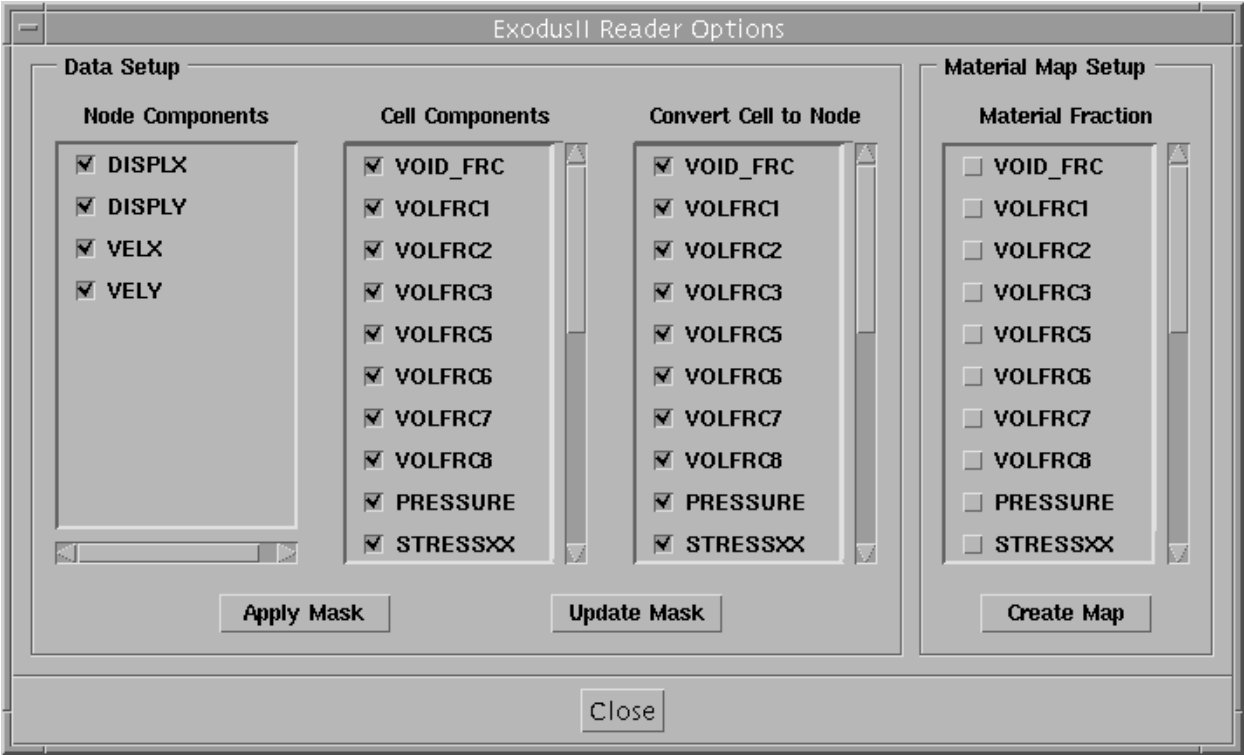 ExodusII Reader Options
Data Setup
Node Components
DISPLX
DISPLY
VELX
VELY
Cell Components
VOID_FRC
VOLFRC1
VOLFRC2
VOLFRC3
VOLFRC5
VOLFRC6
VOLFRC7
VOLFRC8
PRESSURE
STRESSXX
Convert Cell to Node
VOID_FRC
VOLFRC1
VOLFRC2
VOLFRC3
VOLFRC5
VOLFRC6
VOLFRC7
VOLFRC8
PRESSURE
STRESSXX
Apply Mask
Update Mask
Material Map Setup
Material Fraction
VOID_FRC
VOLFRC1
VOLFRC2
VOLFRC3
VOLFRC5
VOLFRC6
VOLFRC7
VOLFRC8
PRESSURE
STRESSXX
Create Map
Close